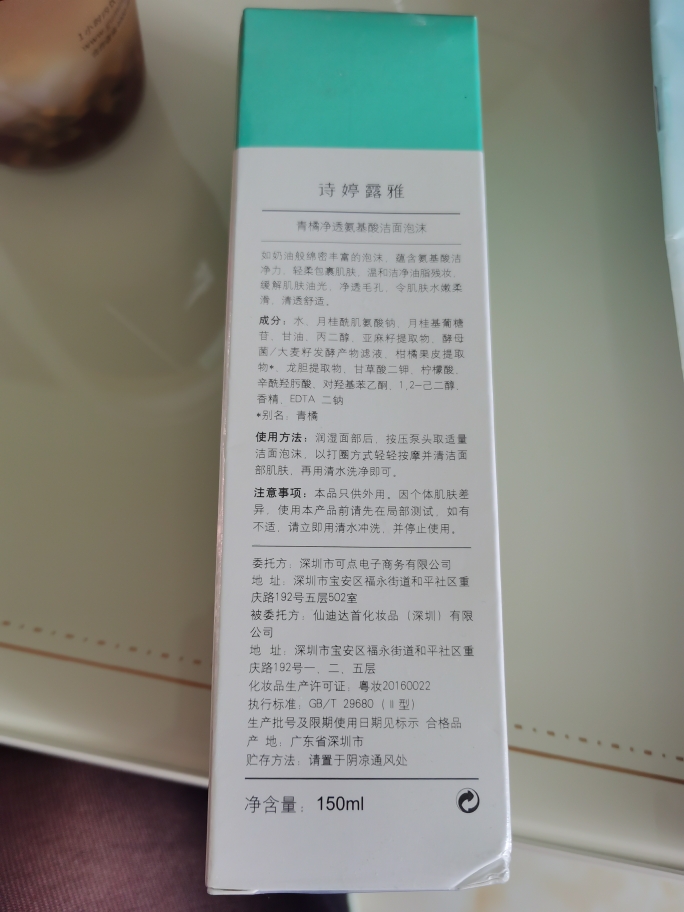 诗婷露雅
青橘净透氨基酸洁面泡沫
如奶油般绵密丰富的泡沫，蕴含氨基酸洁
净力，轻柔包裹肌肤，温和洁净油脂残妆，
缓解肌肤油光，净透毛孔，令肌肤水嫩柔
滑，清透舒适。
成分：水、月桂酰肌氨酸钠、月桂基葡糖
苷、甘油、丙二醇、亚麻籽提取物、酵母
菌/大麦籽发酵产物滤液、柑橘果皮提取
物*、龙胆提取物、甘草酸二钾、柠檬酸、
辛酰羟肟酸、对羟基苯乙酮、1,2-己二醇、
香精、EDTA 二钠
*别名：青橘
使用方法：润湿面部后，按压泵头取适量
洁面泡沫，以打圈方式轻轻按摩并清洁面
部肌肤，再用清水洗净即可。
注意事项：本品只供外用。因个体肌肤差
异，使用本产品前请先在局部测试，如有
不适，请立即用清水冲洗，并停止使用。
委托方：深圳市可点电子商务有限公司
地 址：深圳市宝安区福永街道和平社区重
庆路192号五层502室
被委托方：仙迪达首化妆品（深圳）有限
公司
地 址：深圳市宝安区福永街道和平社区重
庆路192号一、二、五层
化妆品生产许可证：粤妆20160022
执行标准：GB/T 29680（Ⅱ型）
生产批号及限期使用日期见标示 合格品
产 地：广东省深圳市
贮存方法：请置于阴凉通风处
净含量：150ml